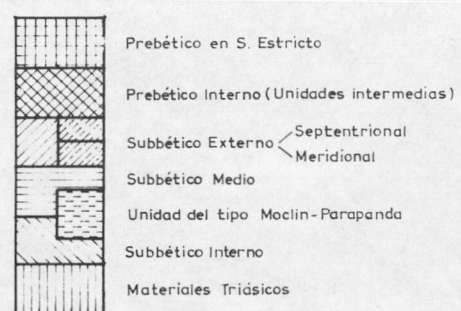 Prebético en S. Estricto
Prebético Interno (Unidades intermedias)
Subbético Externo
Septentrional
Meridional
Subbético Medio
Unidad del tipo Moclin-Parapanda
Subbético Interno
Materiales Triásicos